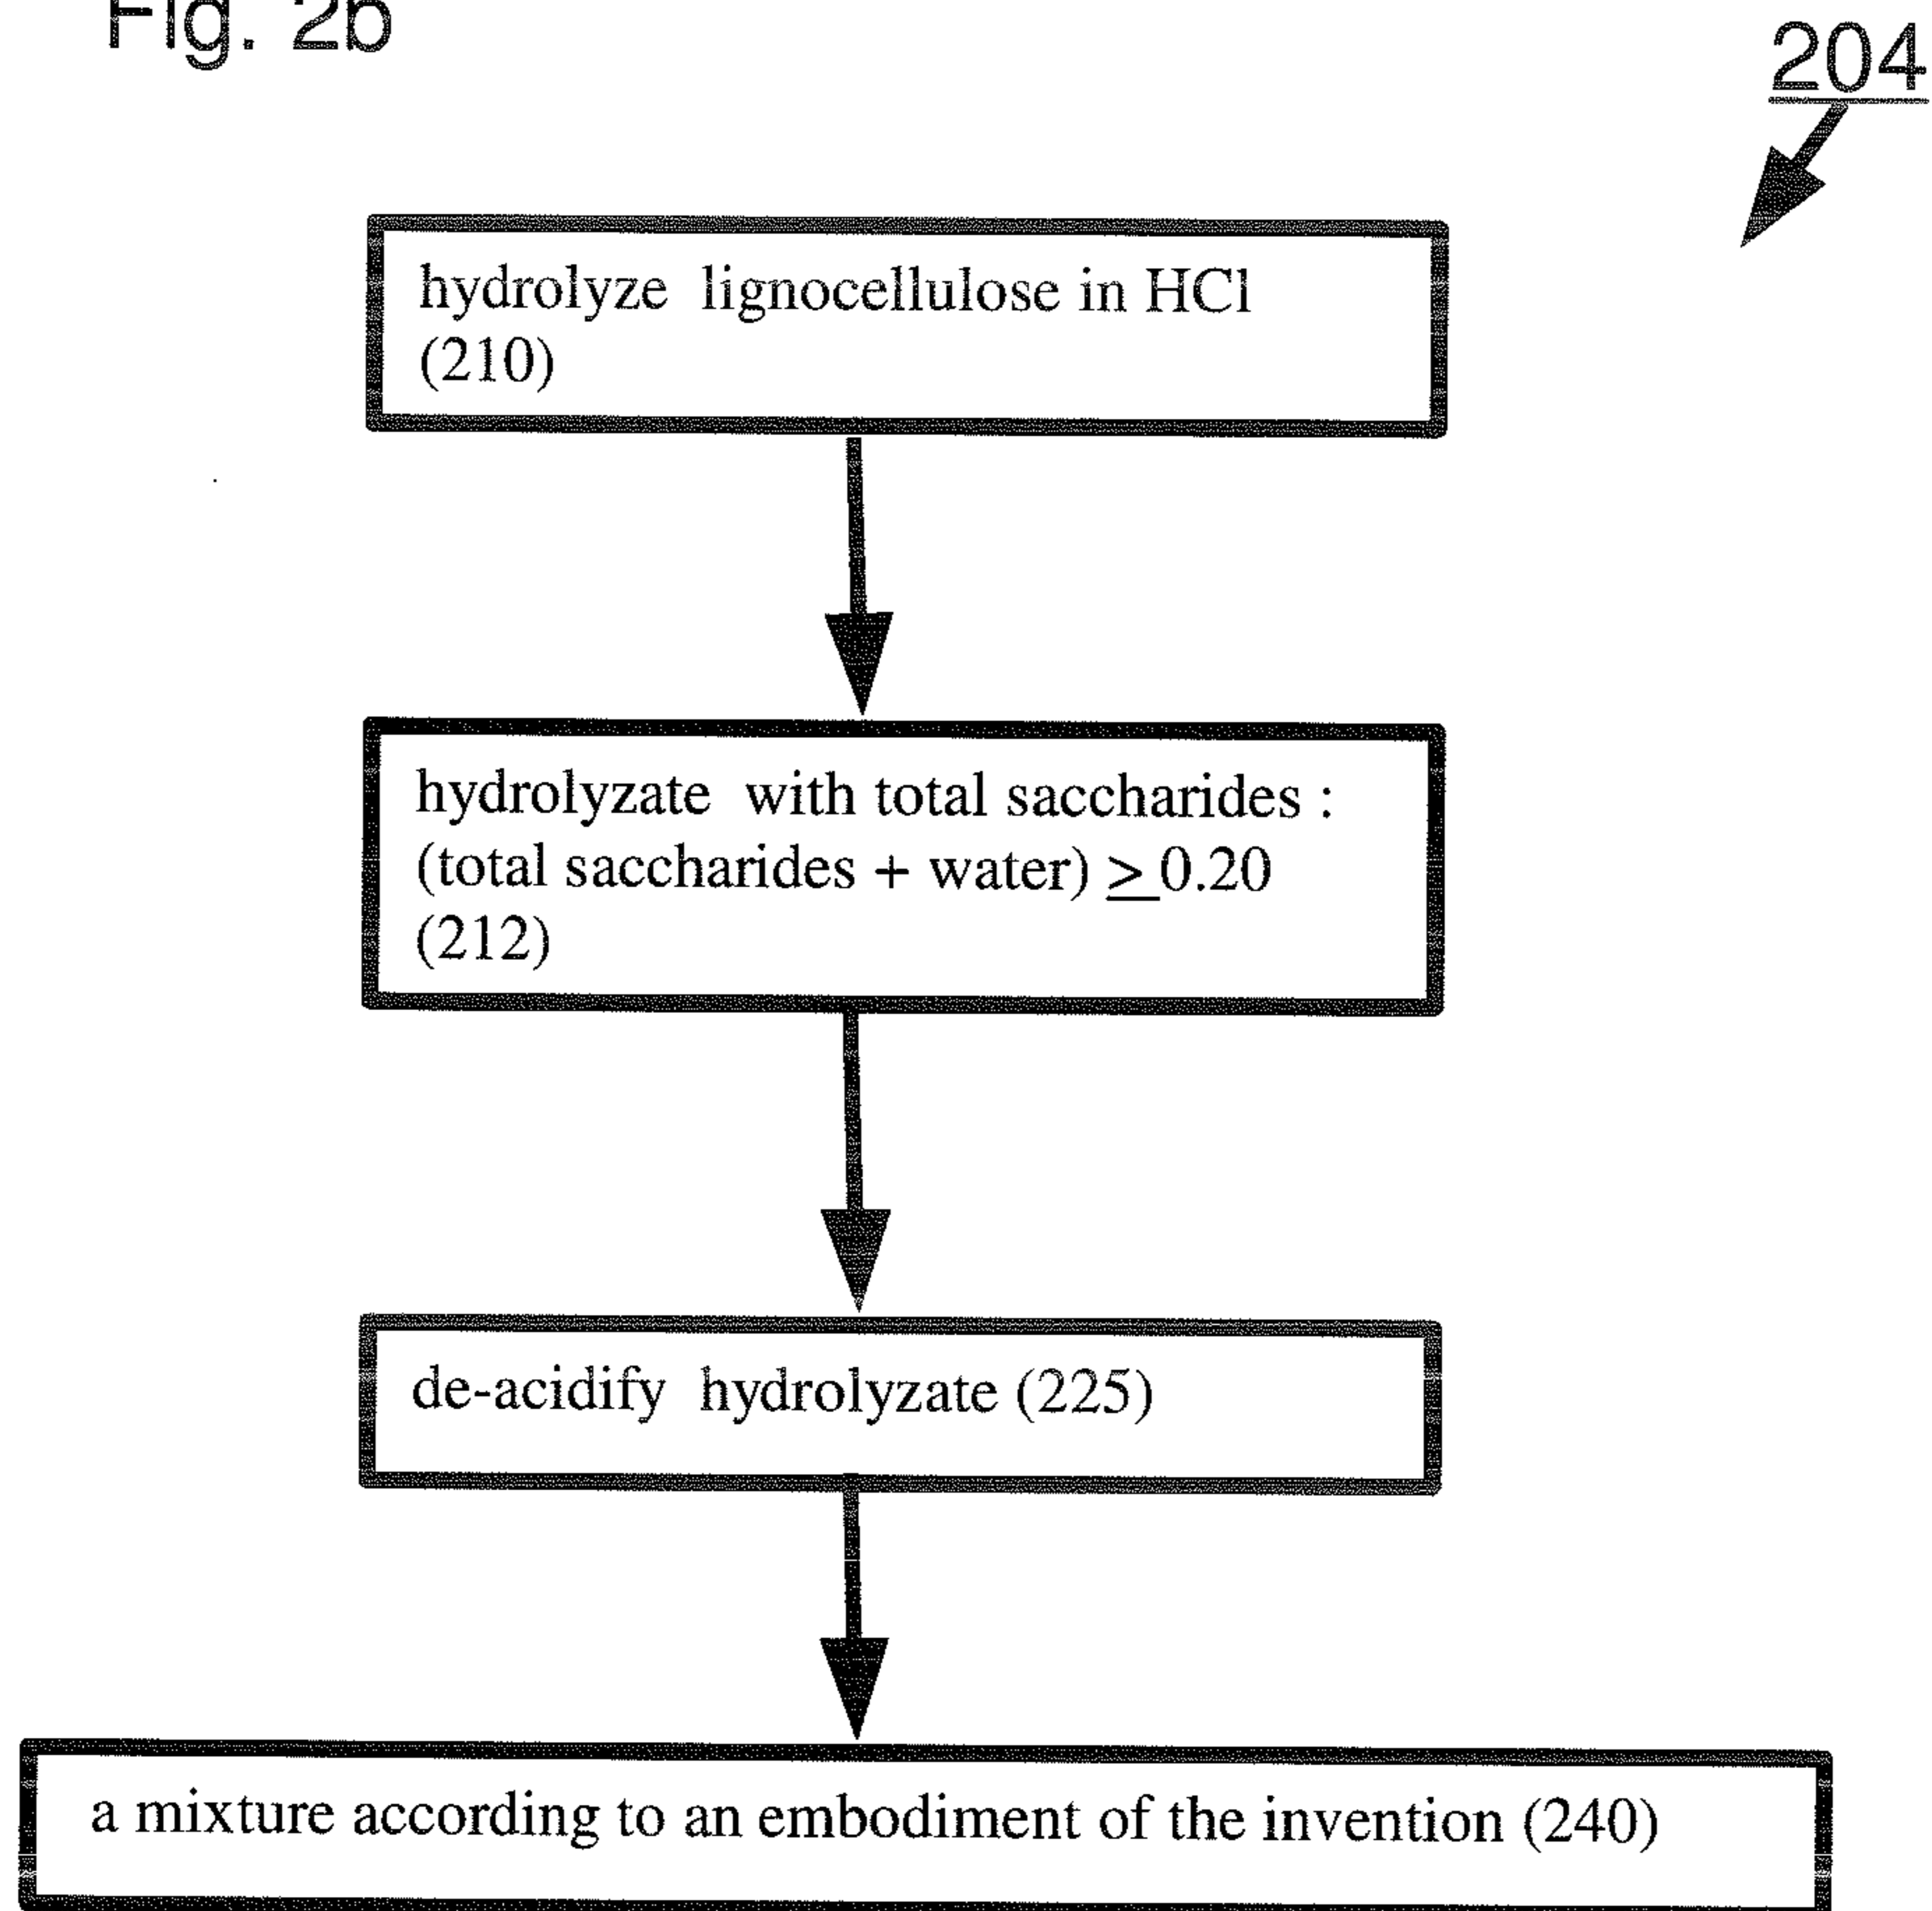 Fig. 2b
204
hydrolyze lignocellulose in HCl
(210)
hydrolyzate with total saccharides :
(total saccharides + water) ≥ 0.20
(212)
de-acidify hydrolyzate (225)
a mixture according to an embodiment of the invention (240)